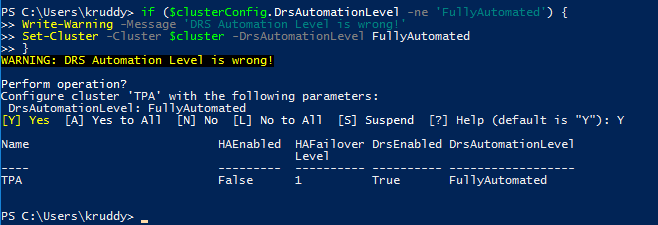 PS C:\Users\kruddy> if ($clusterConfig.DrsAutomationLevel -ne 'FullyAutomated') {
>> Write-Warning -Message 'DRS Automation Level is wrong!'
>> Set-Cluster -Cluster $cluster -DrsAutomationLevel FullyAutomated
>> }
WARNING: DRS Automation Level is wrong!
Perform operation?
Configure cluster 'TPA' with the following parameters:
DrsAutomationLevel: FullyAutomated
[Y] Yes [A] Yes to All [N] No [L] No to All [S] Suspend [?] Help (default is "Y"): Y
Name HAEnabled HAFailover DrsEnabled DrsAutomationLevel
Level
---- --------- ---------- ---------- ------------------
TPA False 1 True FullyAutomated
PS C:\Users\kruddy> _